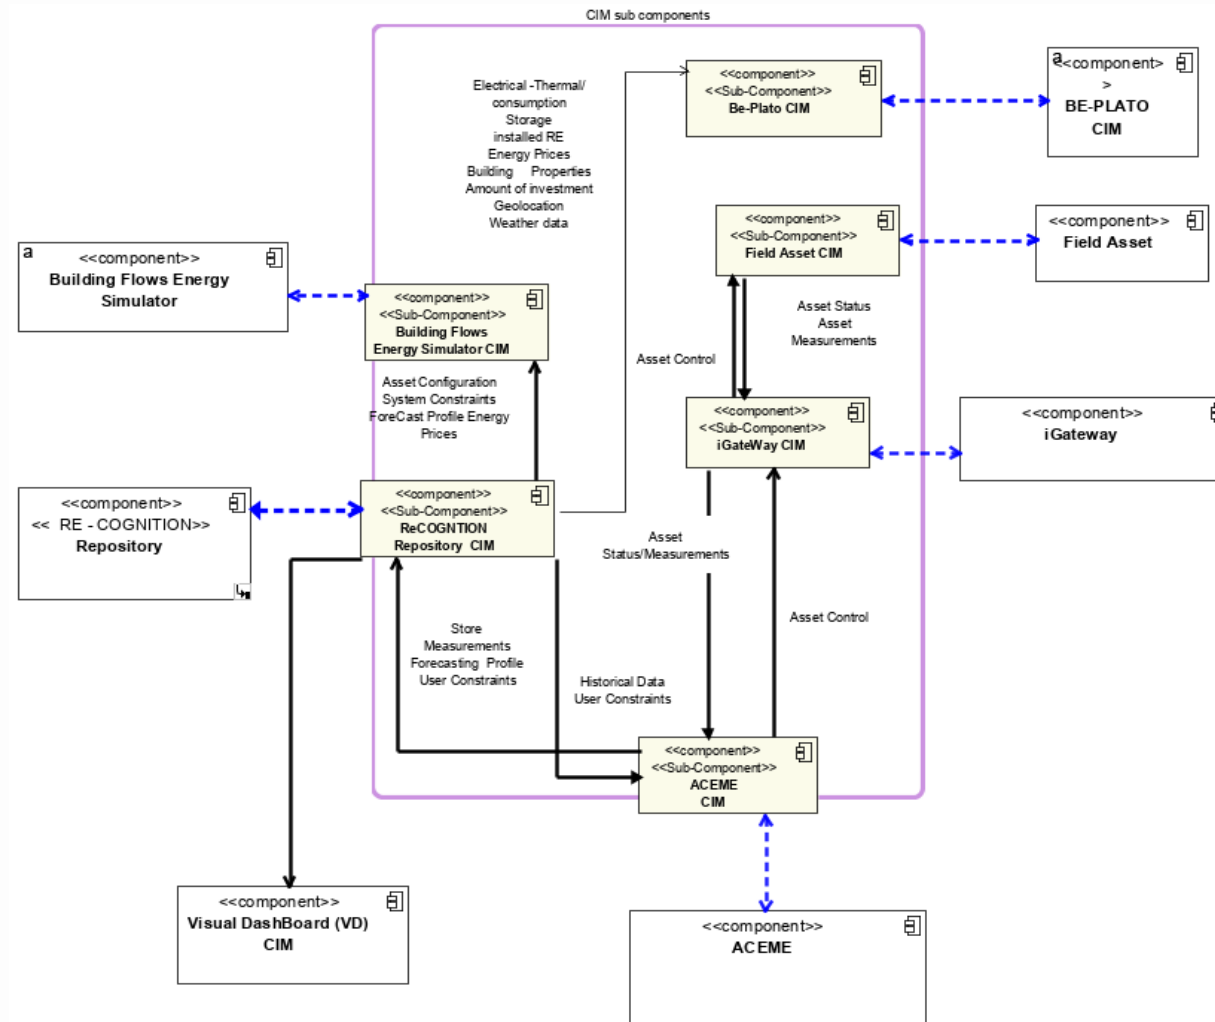 CIM sub components
Electrical -Thermal/
consumption
Storage
installed RE
Energy Prices
Building Properties
Amount of investment
Geolocation
Weather data
<<component>>
<<Sub-Component>>
Be-Plato CIM
a
<<component>
>
BE-PLATO
CIM
<<component>>
<<Sub-Component>>
Field Asset CIM
<<component>>
Field Asset
a
<<component>>
Building Flows Energy
Simulator
<<component>>
<<Sub-Component>>
Building Flows
Energy Simulator CIM
Asset Status
Asset
Measurements
Asset Control
Asset Configuration
System Constraints
ForeCast Profile Energy
Prices
<<component>>
<<Sub-Component>>
iGateWay CIM
<<component>>
iGateway
<<component>>
<< RE - COGNITION>>
Repository
<<component>>
<<Sub-Component>>
ReCOGNTION
Repository CIM
Asset
Status/Measurements
Asset Control
Store
Measurements
Forecasting Profile
User Constraints
Historical Data
User Constraints
<<component>>
<<Sub-Component>>
ACEME
CIM
<<component>>
Visual DashBoard (VD)
CIM
<<component>>
ACEME